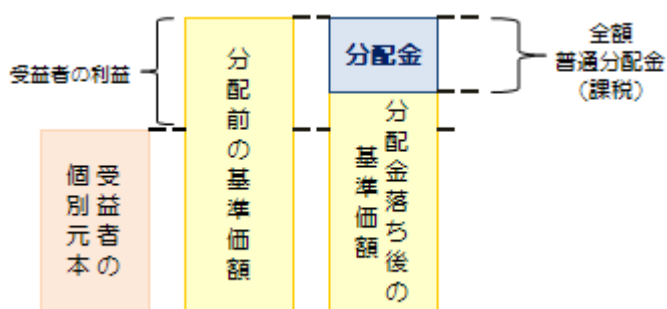 受益者の利益
受益者の
個別元本
分配前の基準価額
分配金
分配金落ち後の
基準価額
全額
普通分配金
(課税)